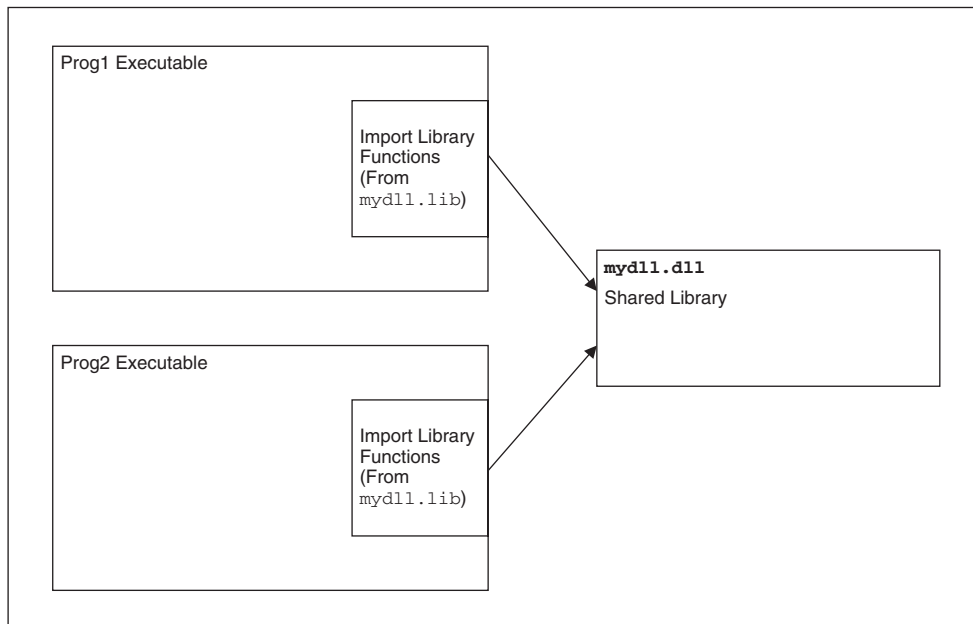 Prog1 Executable
Import Library
Functions
(From
mydll.lib)
mydll.dll
Shared Library
Prog2 Executable
Import Library
Functions
(From
mydll.lib)